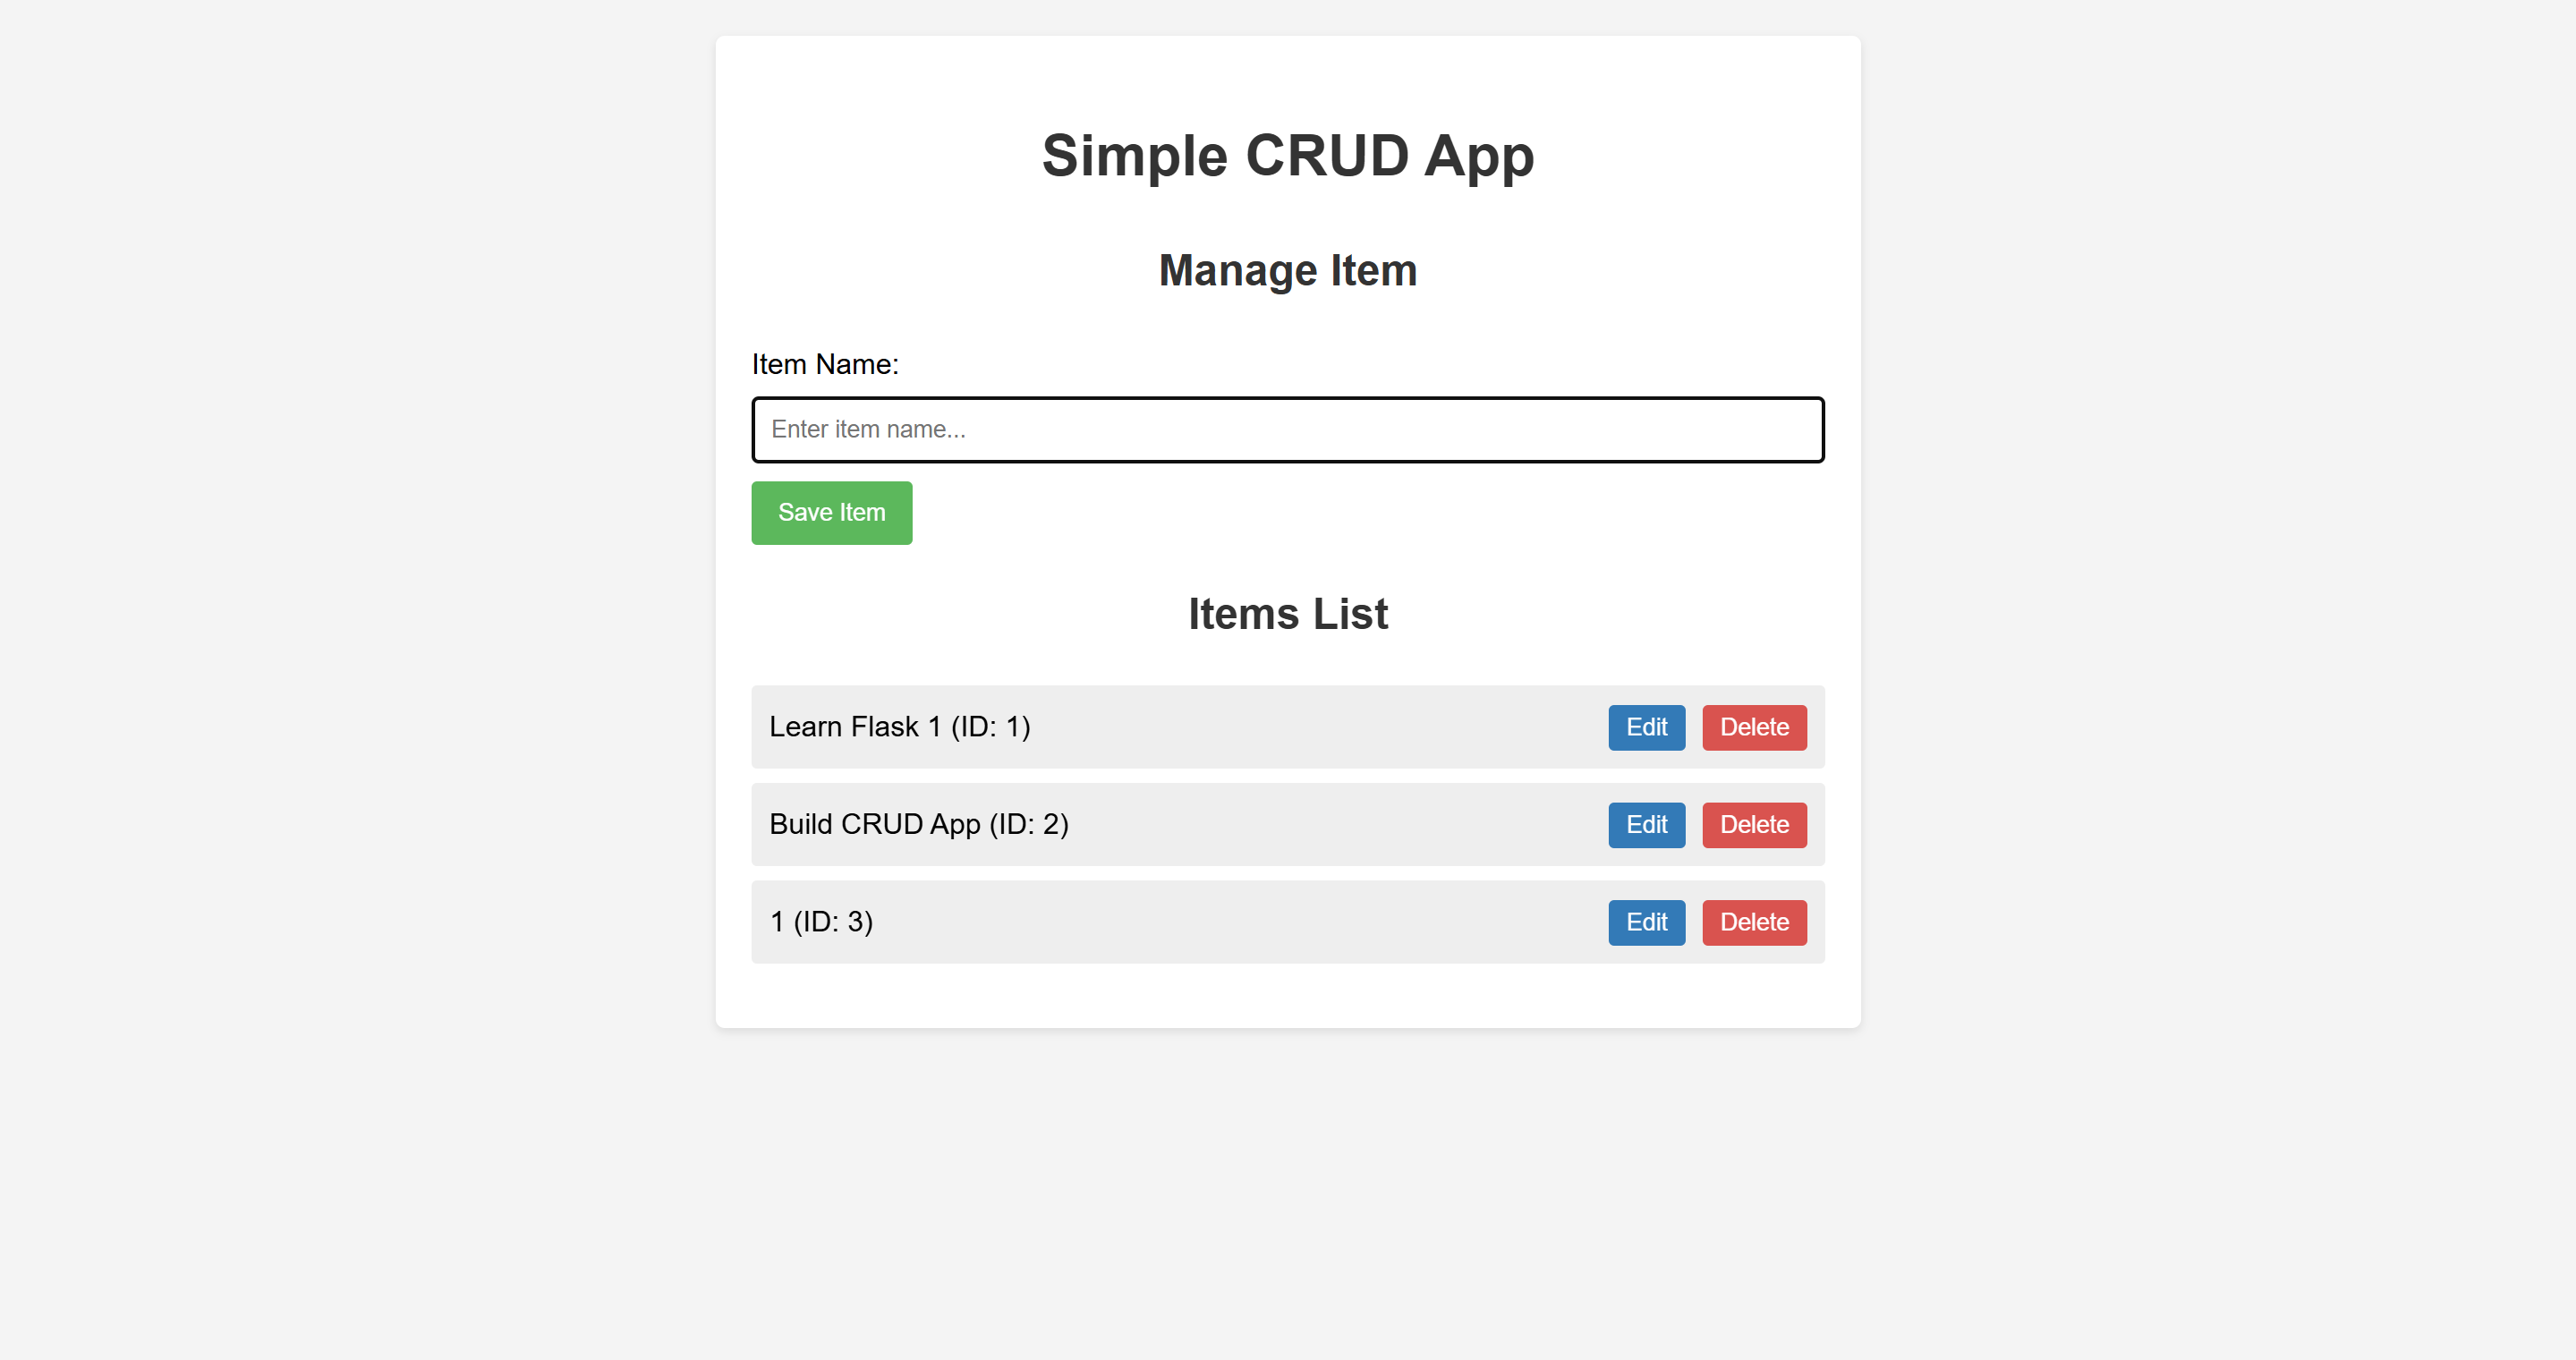 Simple CRUD App
Manage Item
Item Name:
Enter item name...
Save Item
Items List
Learn Flask 1 (ID: 1) Edit Delete
Build CRUD App (ID: 2) Edit Delete
1 (ID: 3) Edit Delete